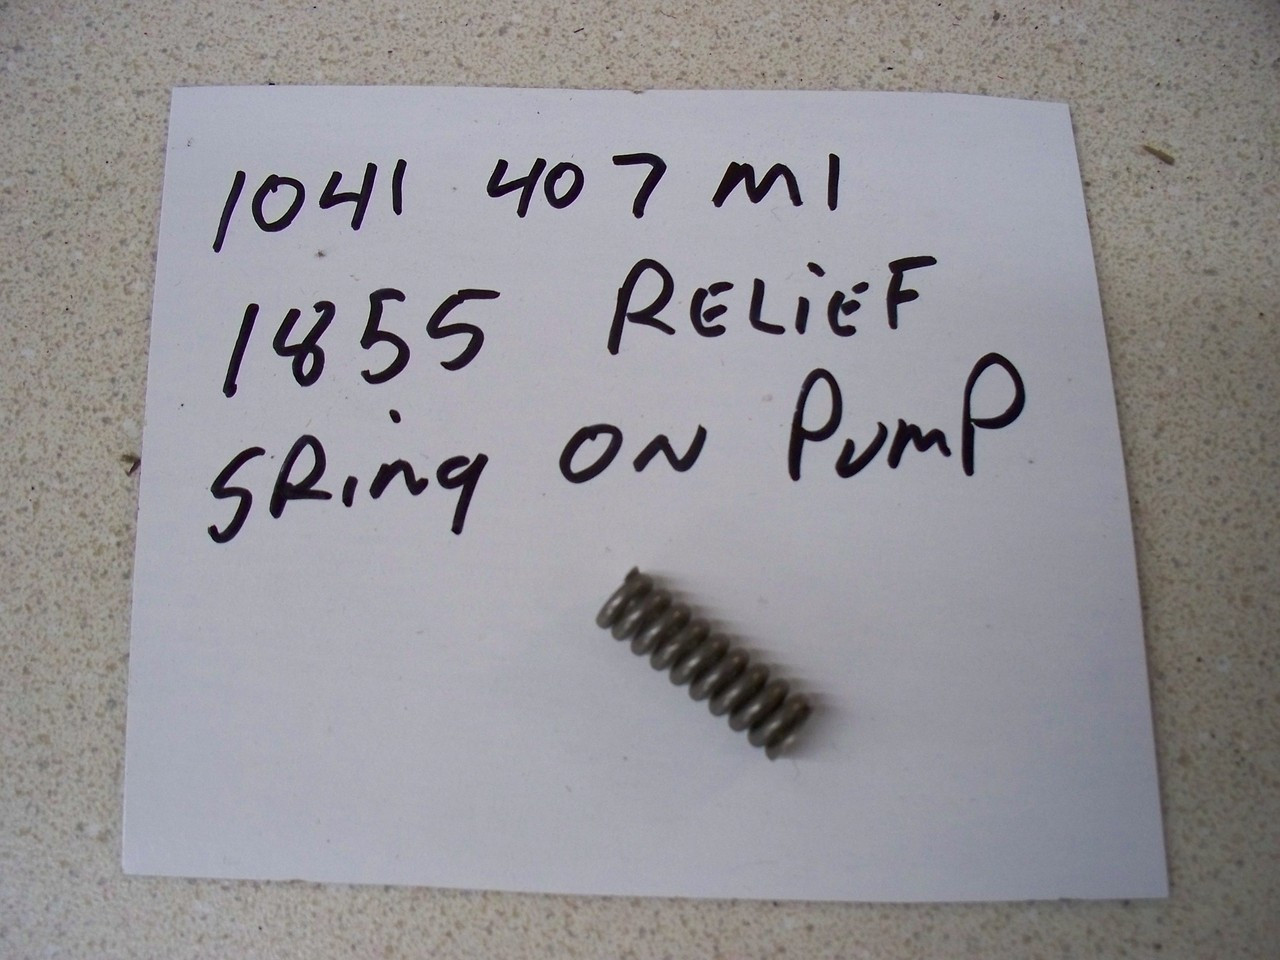 1041 407 M1
1855 RELiEF
SRing ON PumP